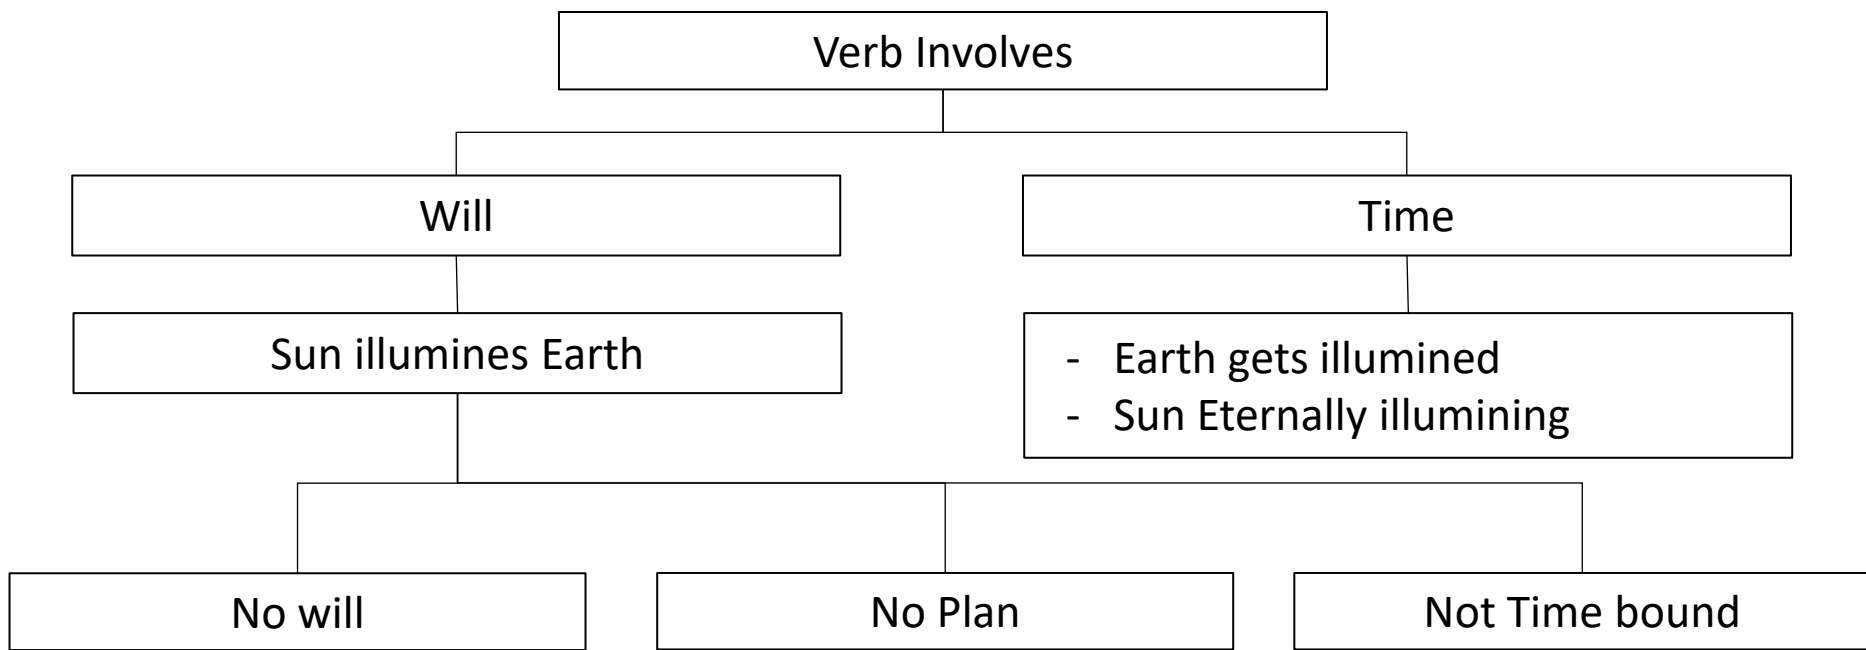 Verb Involves
Will
Time
Sun illumines Earth
- Earth gets illumined
- Sun Eternally illumining
No will
No Plan
Not Time bound